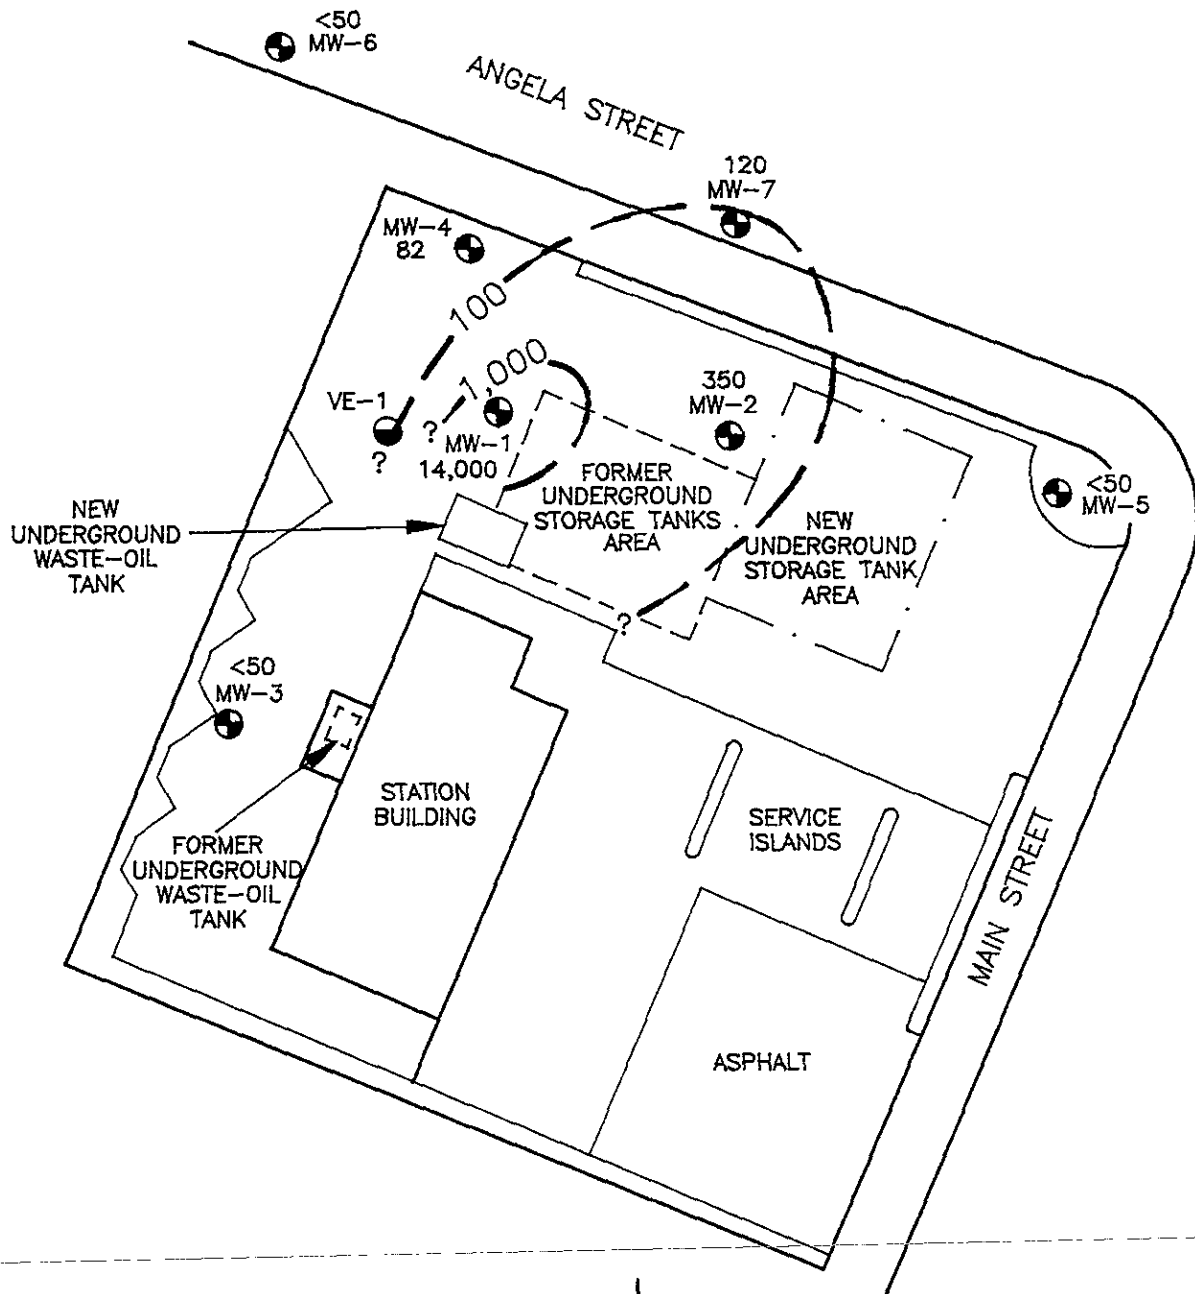 <50
MW-6
ANGELA STREET
120
MW-7
MW-4
82
100
1,000
VE-1
?
?
MW-1
14,000
350
MW-2
<50
MW-5
FORMER
UNDERGROUND
STORAGE TANKS
AREA
NEW
UNDERGROUND
STORAGE TANK
AREA
NEW
UNDERGROUND
WASTE-OIL
TANK
?
<50
MW-3
STATION
BUILDING
SERVICE
ISLANDS
FORMER
UNDERGROUND
WASTE-OIL
TANK
MAIN STREET
ASPHALT